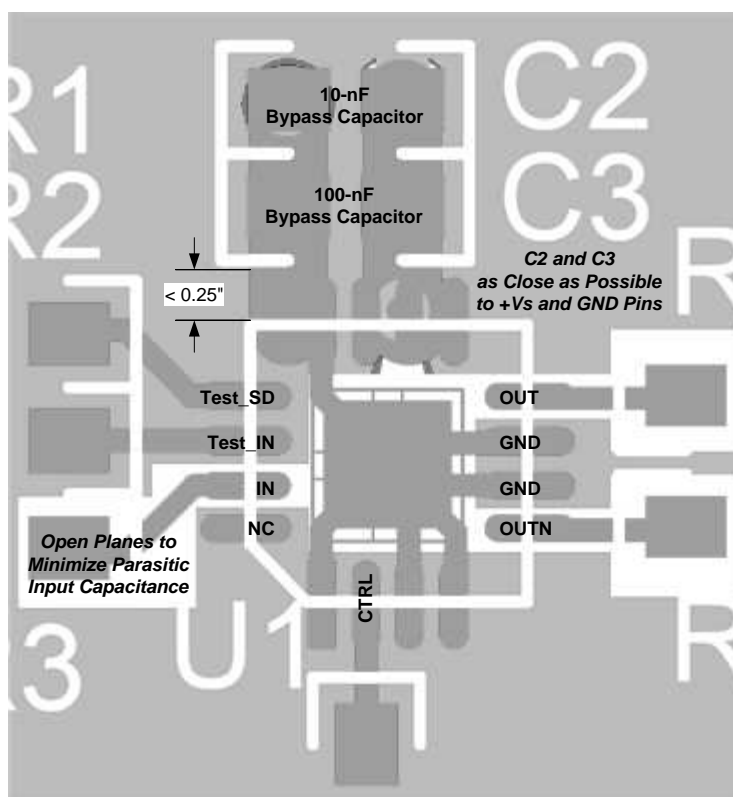 R1
C2
10-nF
Bypass Capacitor
R2
C3
100-nF
Bypass Capacitor
C2 and C3
as Close as Possible
to +Vs and GND Pins
R
< 0.25"
Test_SD
OUT
Test_IN
GND
IN
GND
NC
OUTN
Open Planes to
Minimize Parasitic
Input Capacitance
CTRL
U1
R3
R